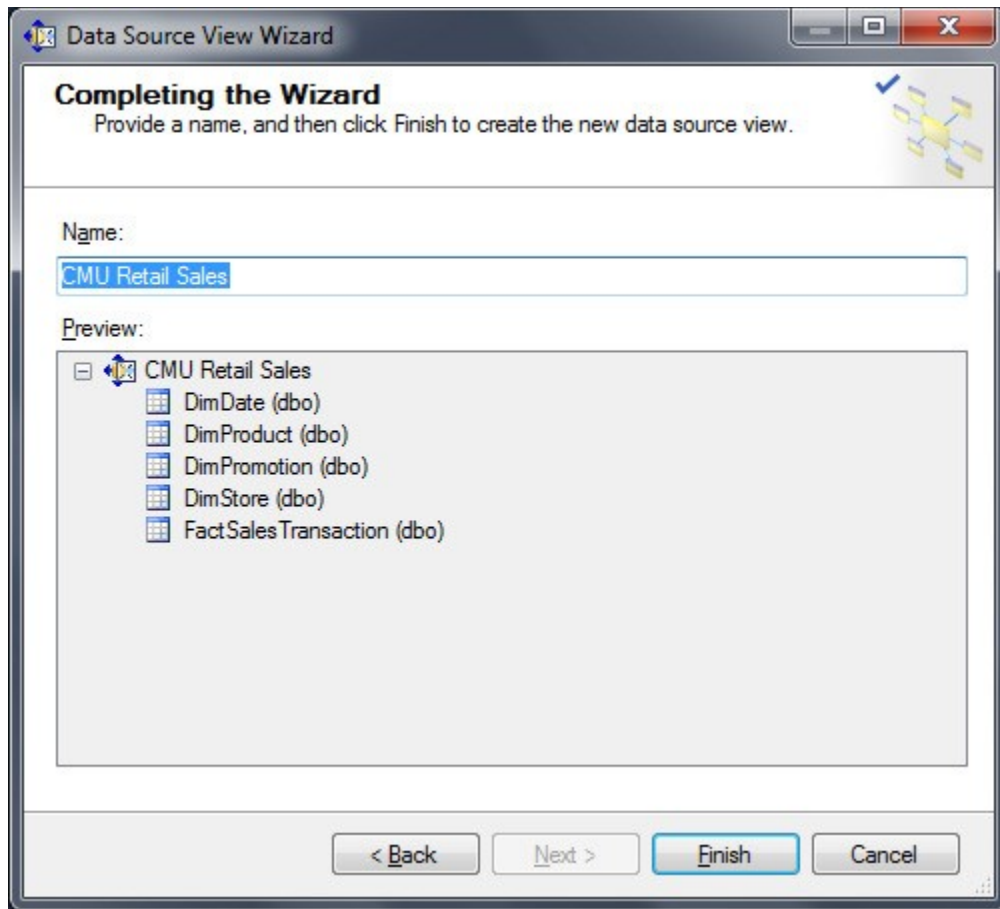 Data Source View Wizard
Completing the Wizard
Provide a name, and then click Finish to create the new data source view.
Name:
CMU Retail Sales
Preview:
CMU Retail Sales
DimDate (dbo)
DimProduct (dbo)
DimPromotion (dbo)
DimStore (dbo)
FactSalesTransaction (dbo)
< Back Next > Finish Cancel